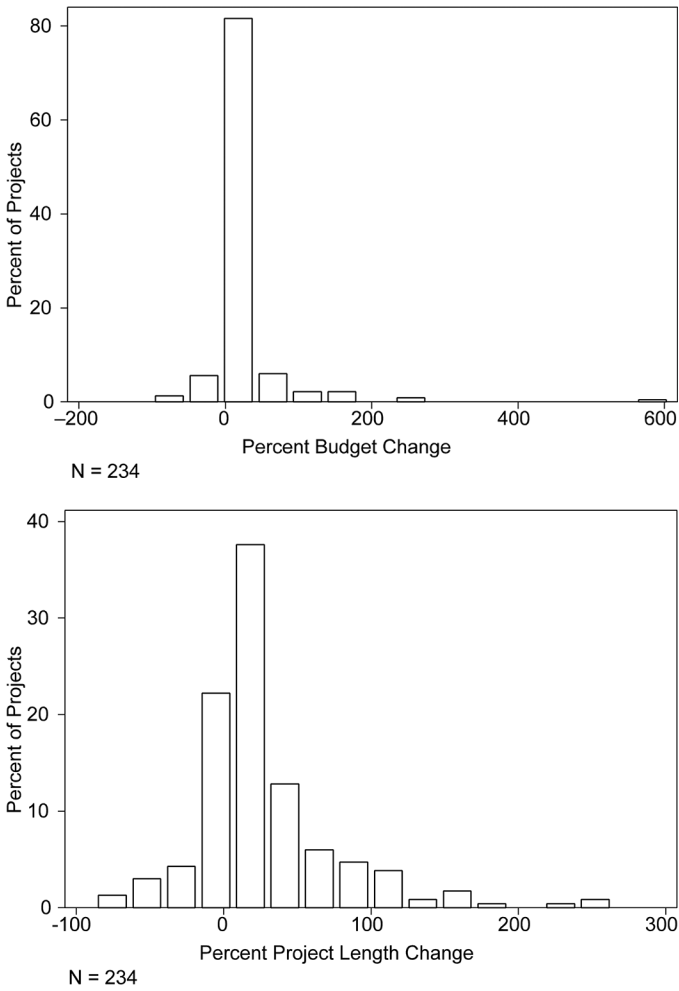 80
60
40
20
0
Percent of Projects
–200 0 200 400 600
Percent Budget Change
N = 234
40
30
20
10
0
Percent of Projects
-100 0 100 200 300
Percent Project Length Change
N = 234